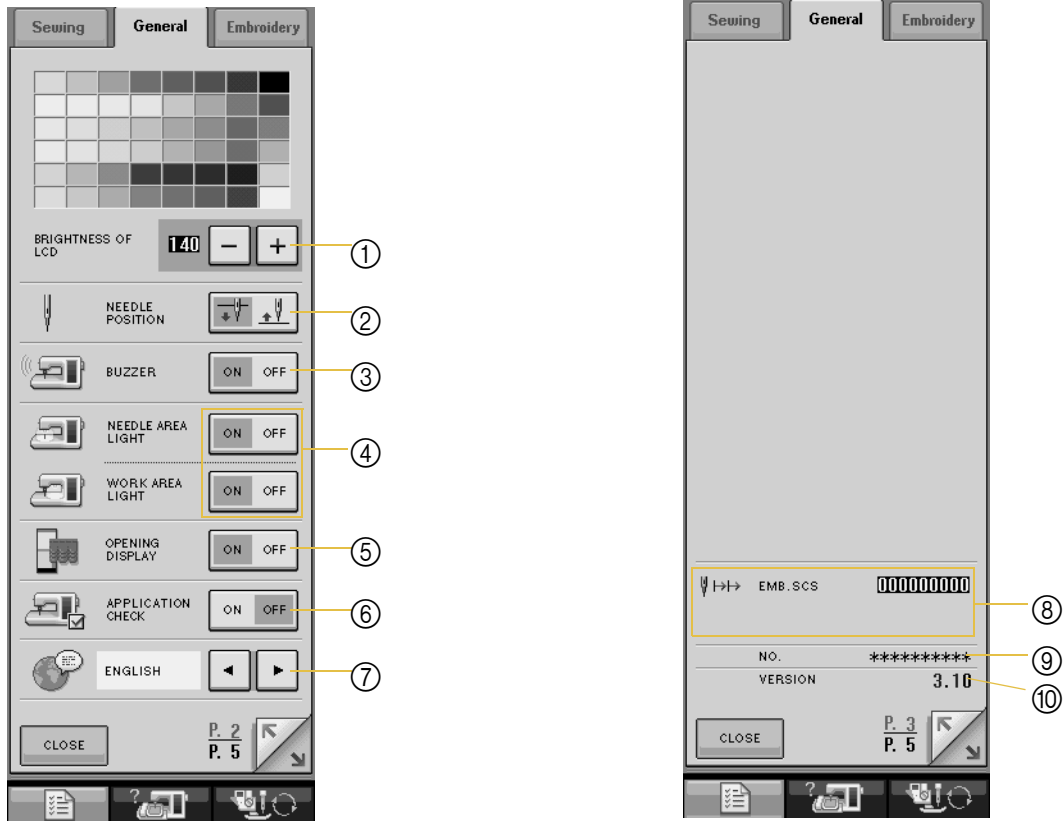 Sewing General Embroidery
BRIGHTNESS OF
LCD
140 − +
①
NEEDLE
POSITION
②
BUZZER ON OFF
③
NEEDLE AREA
LIGHT
ON OFF
④
WORK AREA
LIGHT
ON OFF
OPENING
DISPLAY
ON OFF
⑤
APPLICATION
CHECK
ON OFF
⑥
ENGLISH
⑦
CLOSE
P. 2
P. 5
?
Sewing General Embroidery
EMB.SCS 000000000
⑧
NO. **********
⑨
VERSION 3.10
⑩
CLOSE
P. 3
P. 5
?